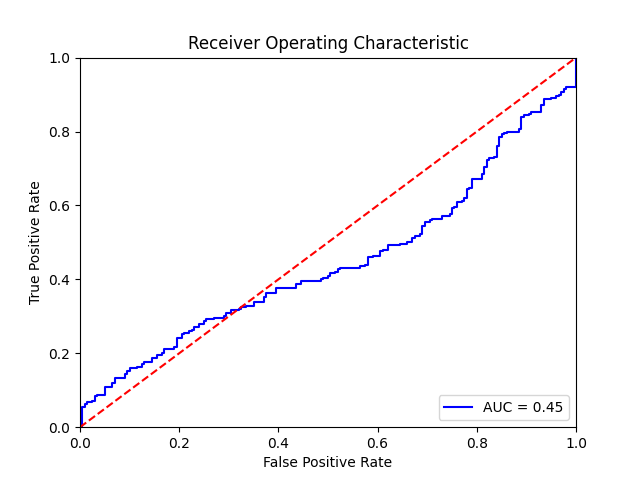 Receiver Operating Characteristic
True Positive Rate
1.0
0.8
0.6
0.4
0.2
0.0
AUC = 0.45
0.0 0.2 0.4 0.6 0.8 1.0
False Positive Rate